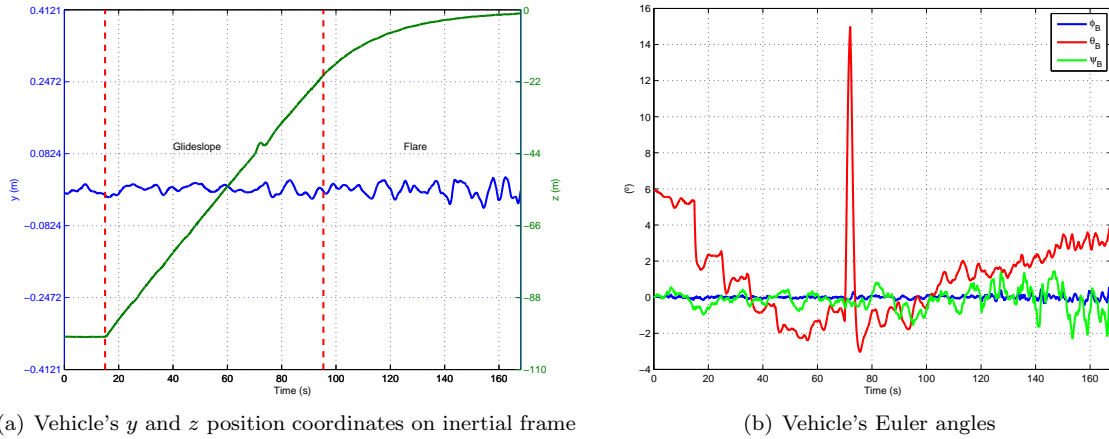 0.4121
0.2472
0.0824
−0.0824
−0.2472
−0.4121
y (m)
0
−22
−44
−66
−88
−110
z (m)
Glideslope
Flare
0 20 40 60 80 100 120 140 160
Time (s)
(a) Vehicle's y and z position coordinates on inertial frame
16
14
12
10
8
6
4
2
0
−2
−4
(º)
ϕB
θB
ψB
0 20 40 60 80 100 120 140 160
Time (s)
(b) Vehicle's Euler angles